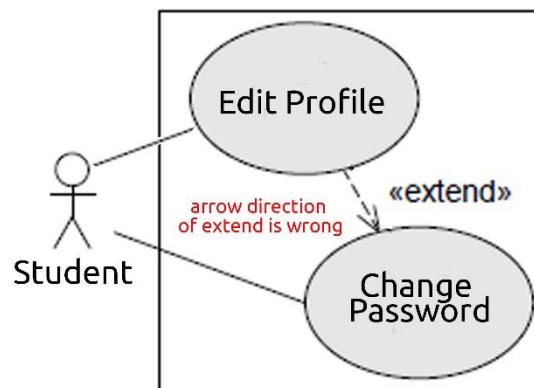 Edit Profile
«extend»
arrow direction
of extend is wrong
Student
Change
Password